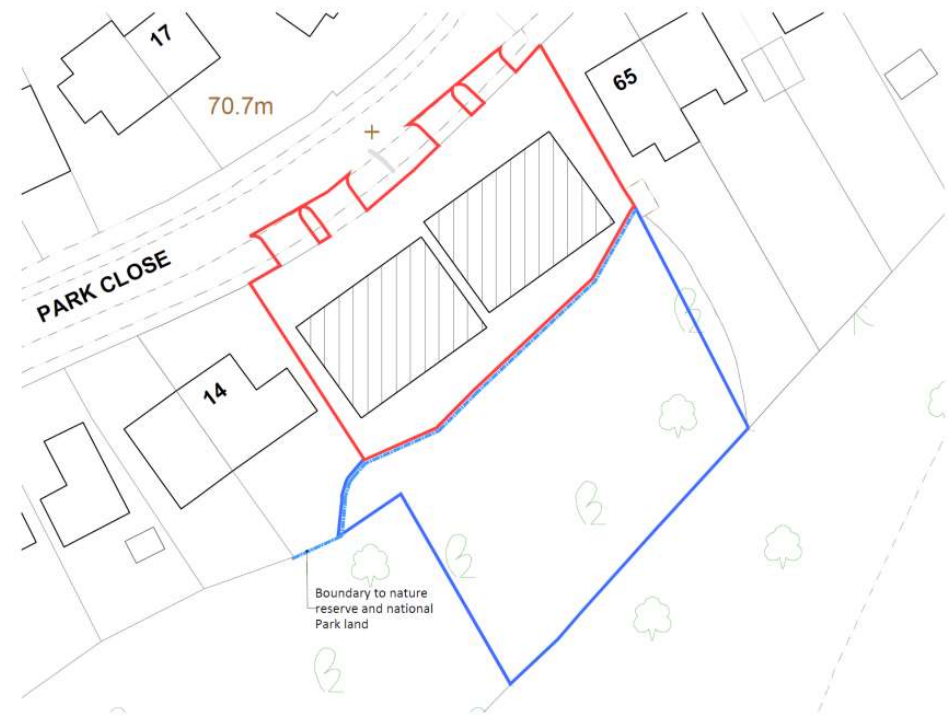 17
65
70.7m
PARK CLOSE
14
Boundary to nature
reserve and national
Park land